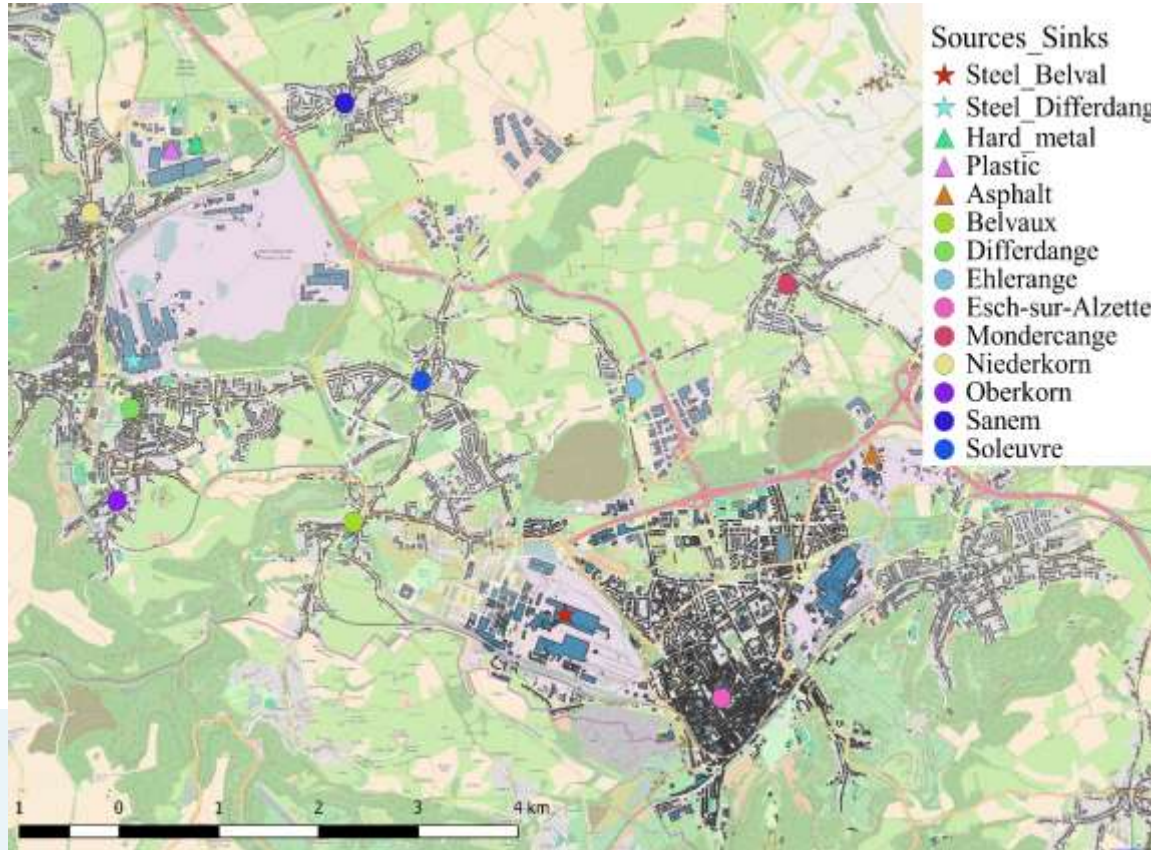 Sources_Sinks
Steel_Belval
Steel_Differdang
Hard_metal
Plastic
Asphalt
Belvaux
Differdange
Ehlerange
Esch-sur-Alzette
Mondercange
Niederkorn
Oberkorn
Sanem
Soleuvre
1 0 1 2 3 4 km